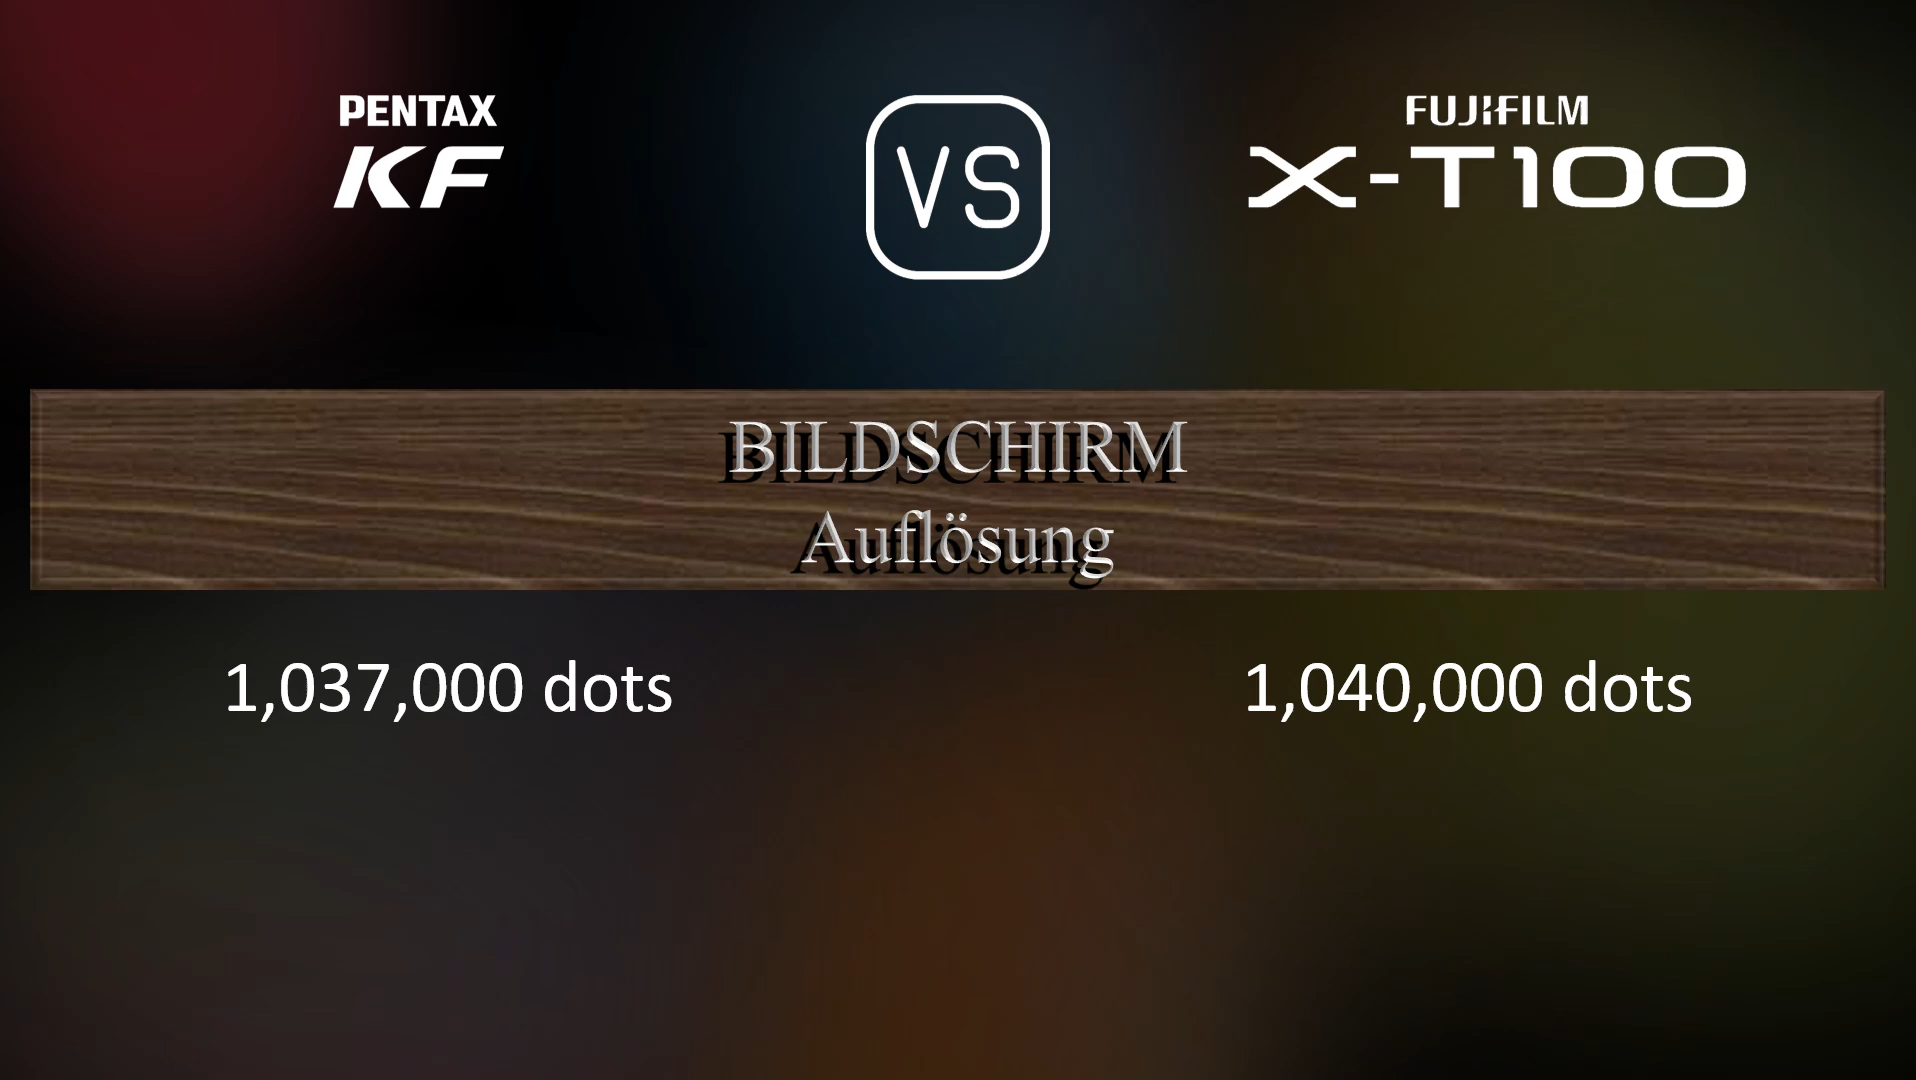 PENTAX
KF
VS
FUJIFILM
X-T100
BILDSCHIRM
Auflösung
1,037,000 dots
1,040,000 dots